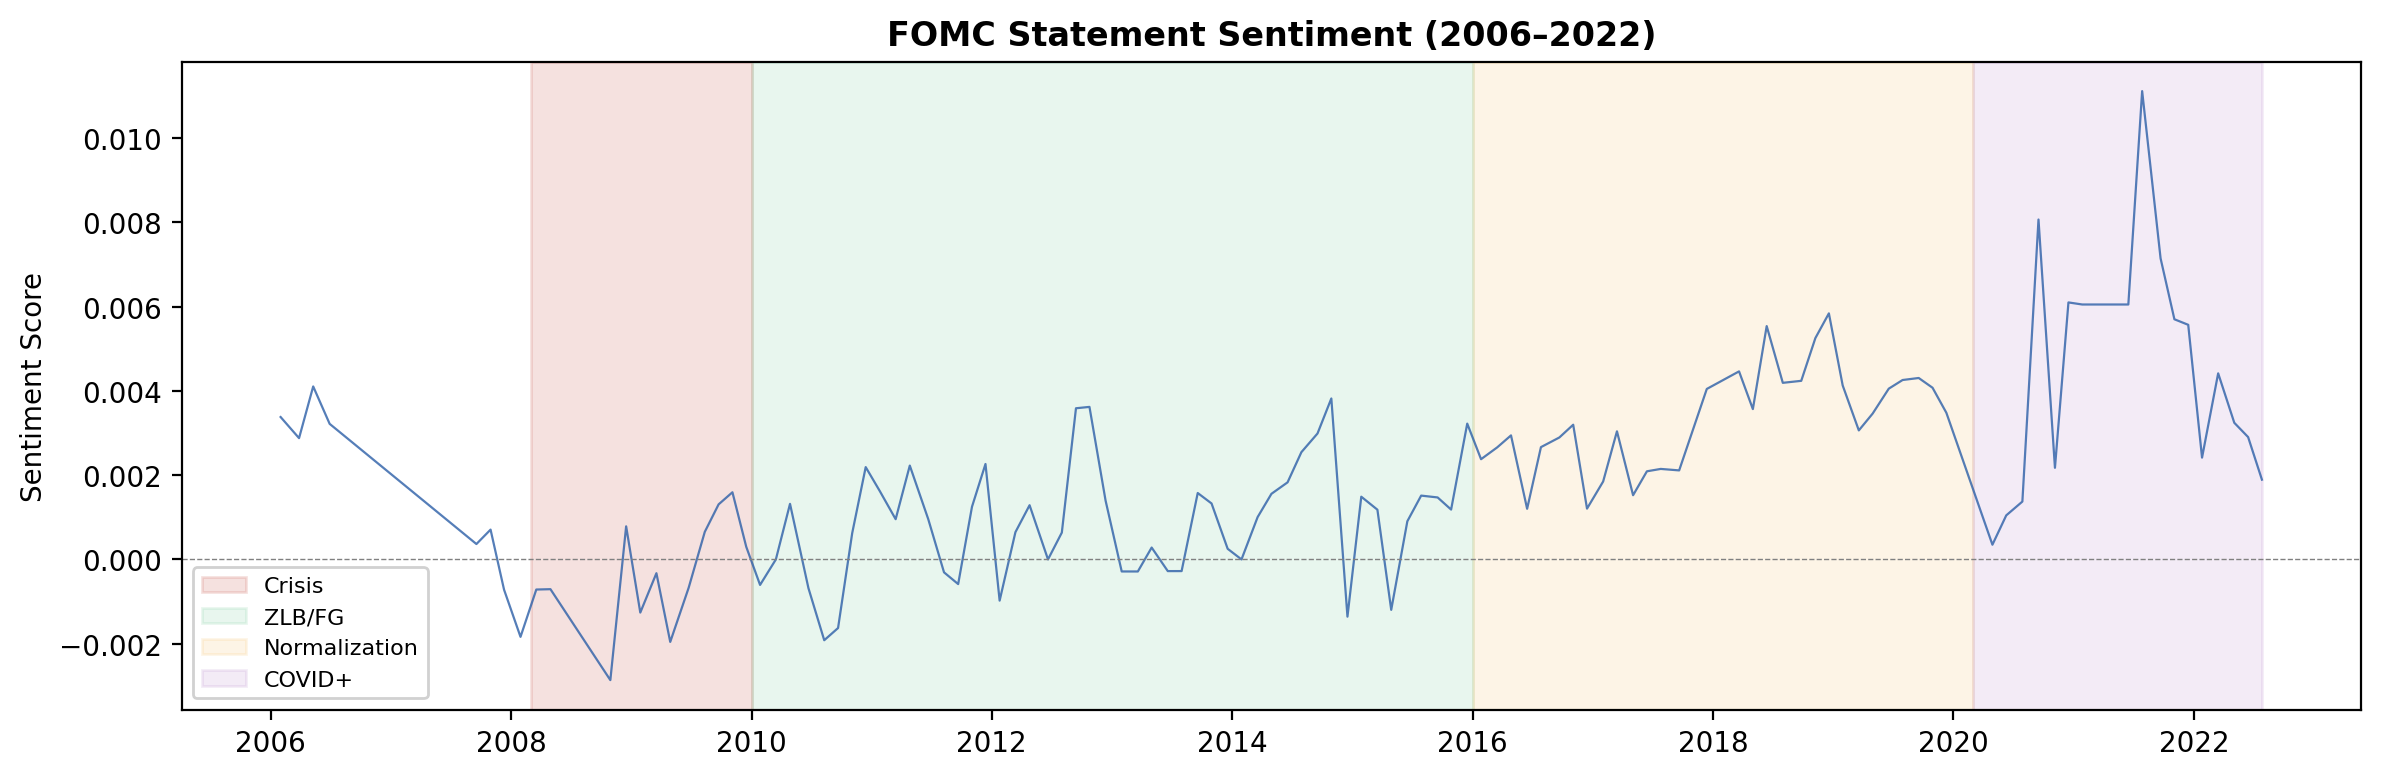 FOMC Statement Sentiment (2006–2022)
Sentiment Score
0.010
0.008
0.006
0.004
0.002
0.000
−0.002
Crisis
ZLB/FG
Normalization
COVID+
2006 2008 2010 2012 2014 2016 2018 2020 2022